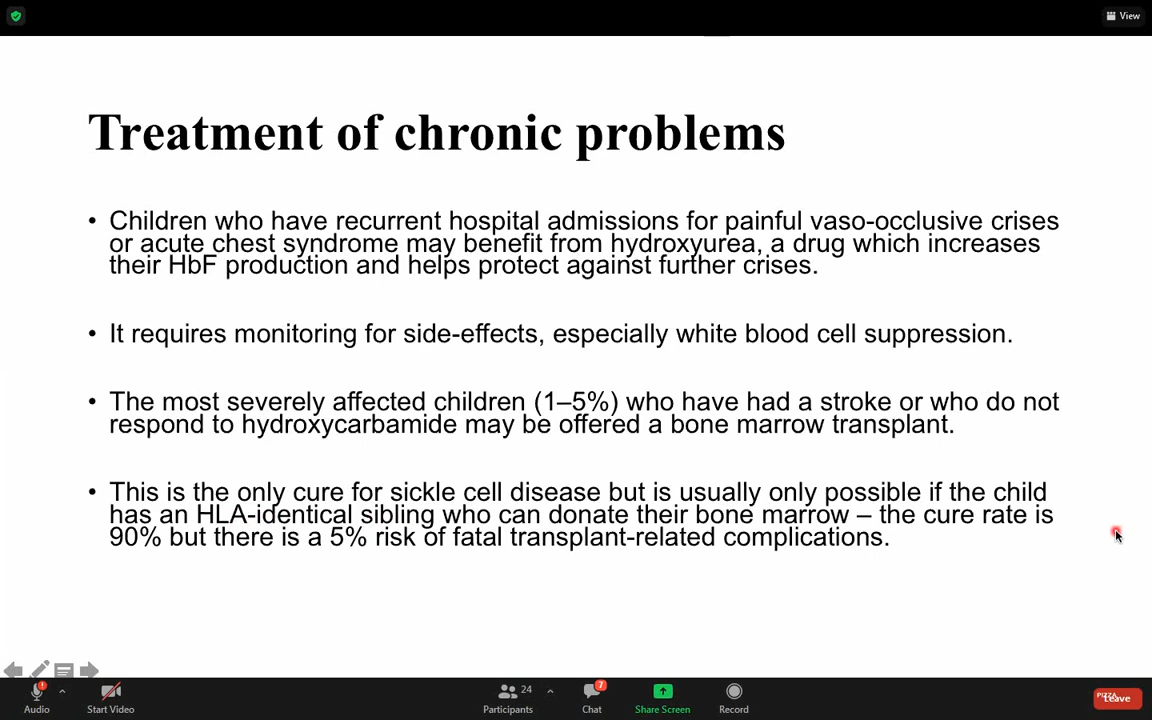 View
Treatment of chronic problems
• Children who have recurrent hospital admissions for painful vaso-occlusive crises
or acute chest syndrome may benefit from hydroxyurea, a drug which increases
their HbF production and helps protect against further crises.
• It requires monitoring for side-effects, especially white blood cell suppression.
• The most severely affected children (1–5%) who have had a stroke or who do not
respond to hydroxycarbamide may be offered a bone marrow transplant.
• This is the only cure for sickle cell disease but is usually only possible if the child
has an HLA-identical sibling who can donate their bone marrow – the cure rate is
90% but there is a 5% risk of fatal transplant-related complications.
24
7
Audio
Start Video
Participants
Chat
Share Screen
Record
PIZZA
Leave